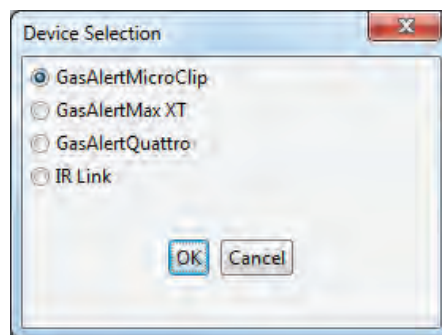 Device Selection
GasAlertMicroClip
GasAlertMax XT
GasAlertQuattro
IR Link
OK Cancel